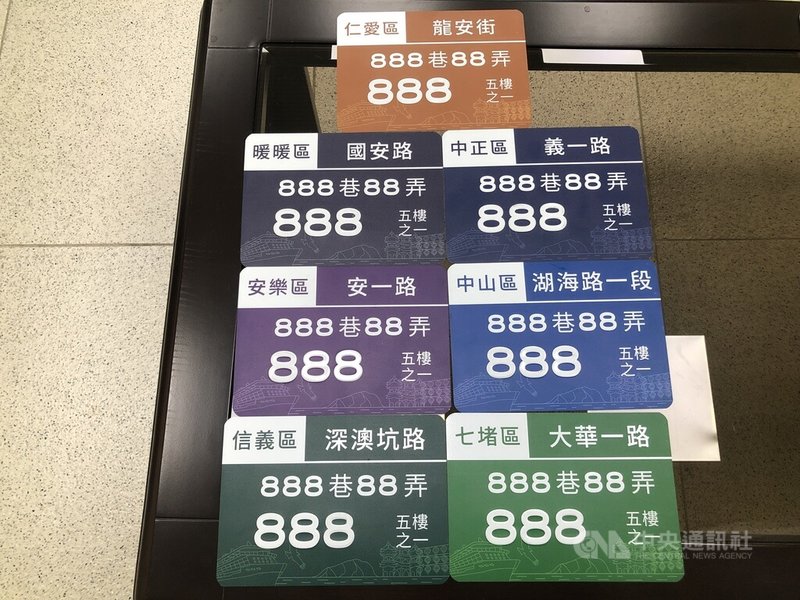 仁愛區 龍安街
888巷88弄
888 五樓之一
暖暖區 國安路
888巷88弄
888 五樓之一
中正區 義一路
888巷88弄
888 五樓之一
安樂區 安一路
888巷88弄
888 五樓之一
中山區 湖海路一段
888巷88弄
888 五樓之一
信義區 深澳坑路
888巷88弄
888 五樓之一
七堵區 大華一路
888巷88弄
888 五樓之一
CNA 中央通訊社
THE CENTRAL NEWS AGENCY